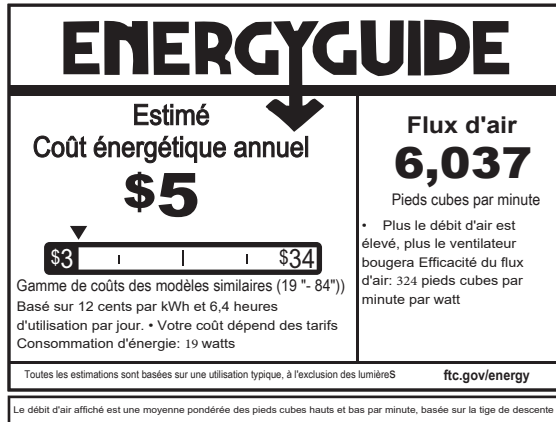 ENERGYGUIDE
Estimé
Coût énergétique annuel
$5
$3
$34
Gamme de coûts des modèles similaires (19 "- 84"))
Basé sur 12 cents par kWh et 6,4 heures
d'utilisation par jour. • Votre coût dépend des tarifs
Consommation d'énergie: 19 watts
Flux d'air
6,037
Pieds cubes par minute
• Plus le débit d'air est
élevé, plus le ventilateur
bougera Efficacité du flux
d'air: 324 pieds cubes par
minute par watt
Toutes les estimations sont basées sur une utilisation typique, à l'exclusion des lumièreS
ftc.gov/energy
Le débit d'air affiché est une moyenne pondérée des pieds cubes hauts et bas par minute, basée sur la tige de descente